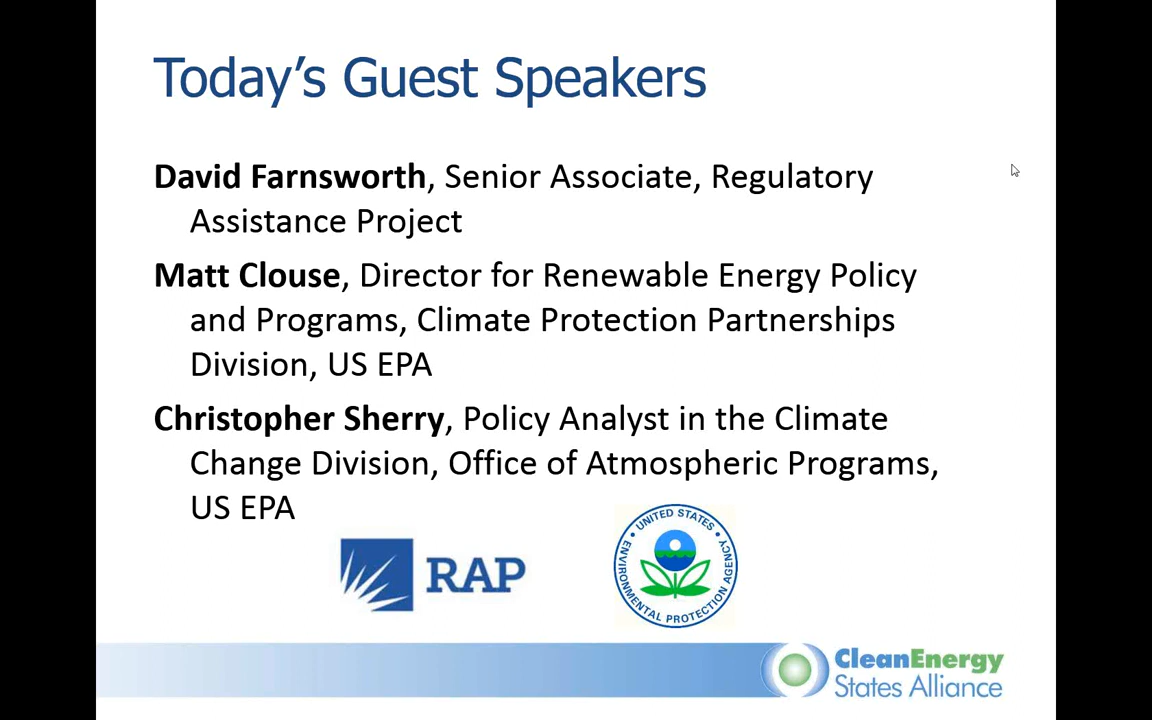 Today's Guest Speakers
David Farnsworth, Senior Associate, Regulatory
Assistance Project
Matt Clouse, Director for Renewable Energy Policy
and Programs, Climate Protection Partnerships
Division, US EPA
Christopher Sherry, Policy Analyst in the Climate
Change Division, Office of Atmospheric Programs,
US EPA
RAP
UNITED STATES
ENVIRONMENTAL PROTECTION AGENCY
CleanEnergy
States Alliance